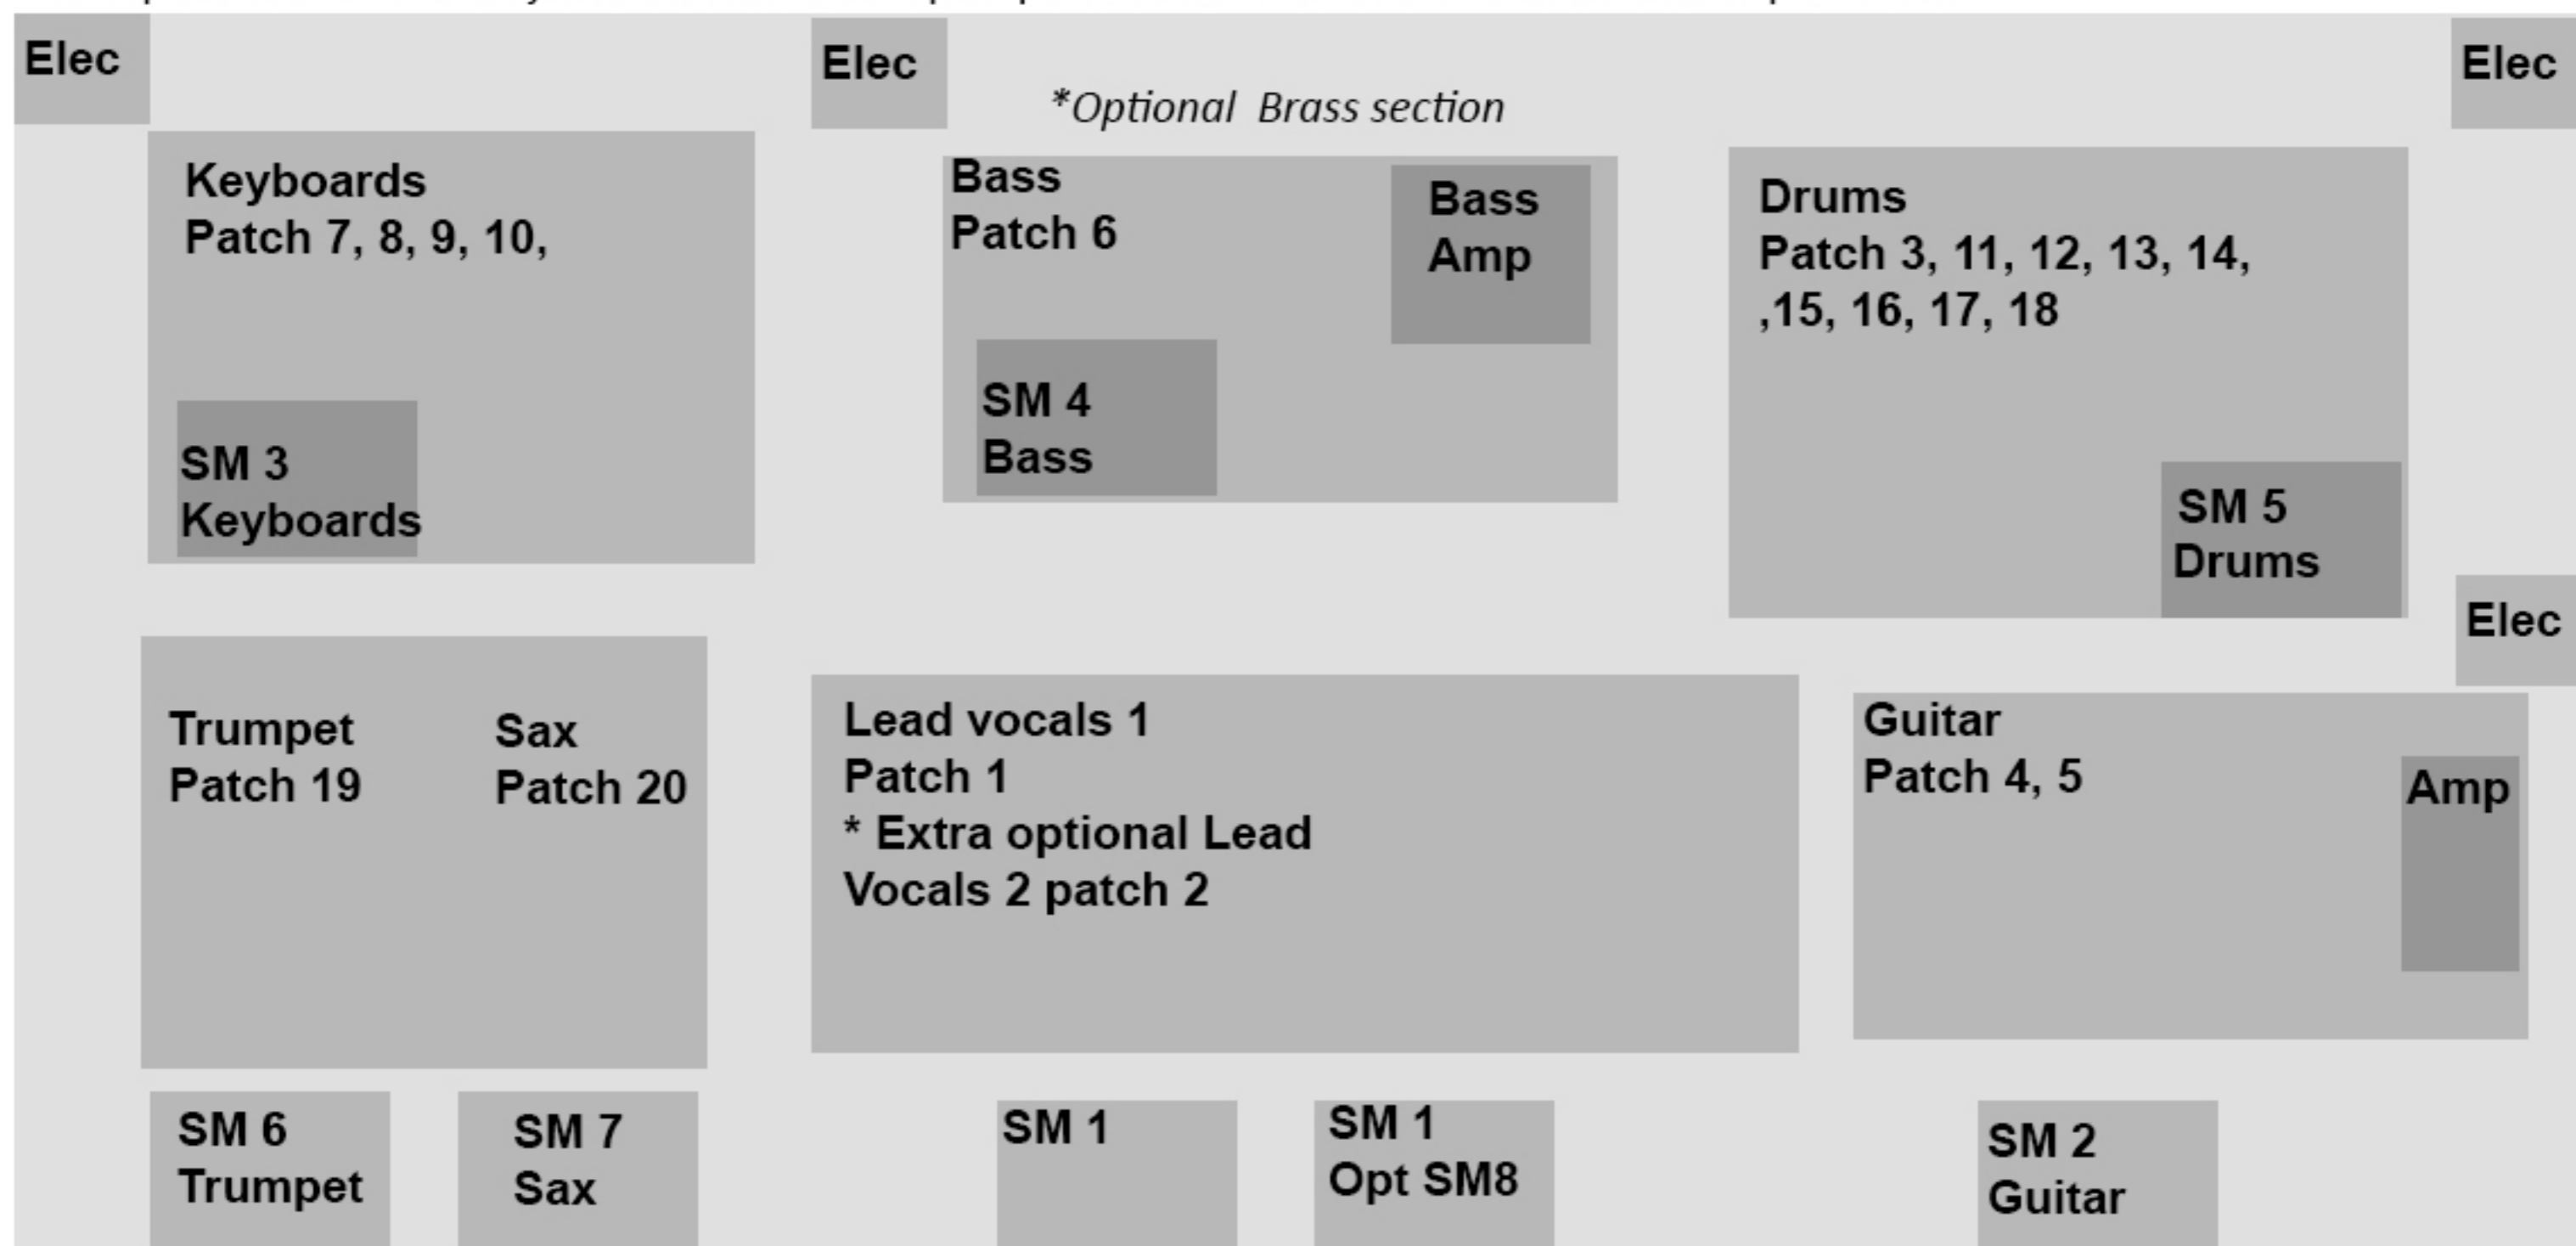 Elec
Elec
Elec
*Optional Brass section
Keyboards
Patch 7, 8, 9, 10,
SM 3
Keyboards
Bass
Patch 6
Bass
Amp
SM 4
Bass
Drums
Patch 3, 11, 12, 13, 14,
,15, 16, 17, 18
SM 5
Drums
Elec
Trumpet
Patch 19
Sax
Patch 20
Lead vocals 1
Patch 1
* Extra optional Lead
Vocals 2 patch 2
Guitar
Patch 4, 5
Amp
SM 6
Trumpet
SM 7
Sax
SM 1
SM 1
Opt SM8
SM 2
Guitar